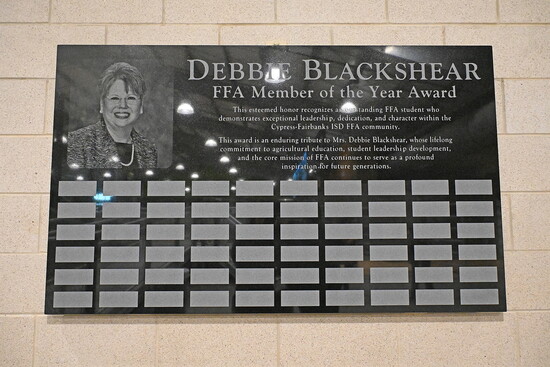 DEBBIE BLACKSHEAR
FFA Member of the Year Award
This esteemed honor recognizes an outstanding FFA student who
demonstrates exceptional leadership, dedication, and character within the
Cypress-Fairbanks ISD FFA community.
This award is an enduring tribute to Mrs. Debbie Blackshear, whose lifelong
commitment to agricultural education, student leadership development,
and the core mission of FFA continues to serve as a profound
inspiration for future generations.